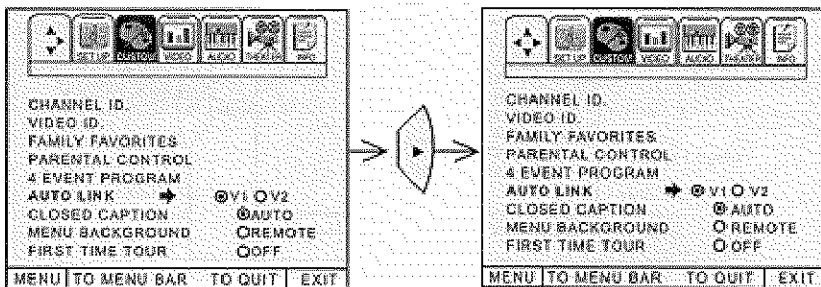 SET UP CUSTOM VIDEO AUDIO THEATER INFO
CHANNEL ID.
VIDEO ID.
FAMILY FAVORITES
PARENTAL CONTROL
4 EVENT PROGRAM
AUTO LINK V1 V2
CLOSED CAPTION AUTO
MENU BACKGROUND REMOTE
FIRST TIME TOUR OFF
MENU TO MENU BAR TO QUIT EXIT
SET UP CUSTOM VIDEO AUDIO THEATER INFO
CHANNEL ID.
VIDEO ID.
FAMILY FAVORITES
PARENTAL CONTROL
4 EVENT PROGRAM
AUTO LINK V1 V2
CLOSED CAPTION AUTO
MENU BACKGROUND REMOTE
FIRST TIME TOUR OFF
MENU TO MENU BAR TO QUIT EXIT